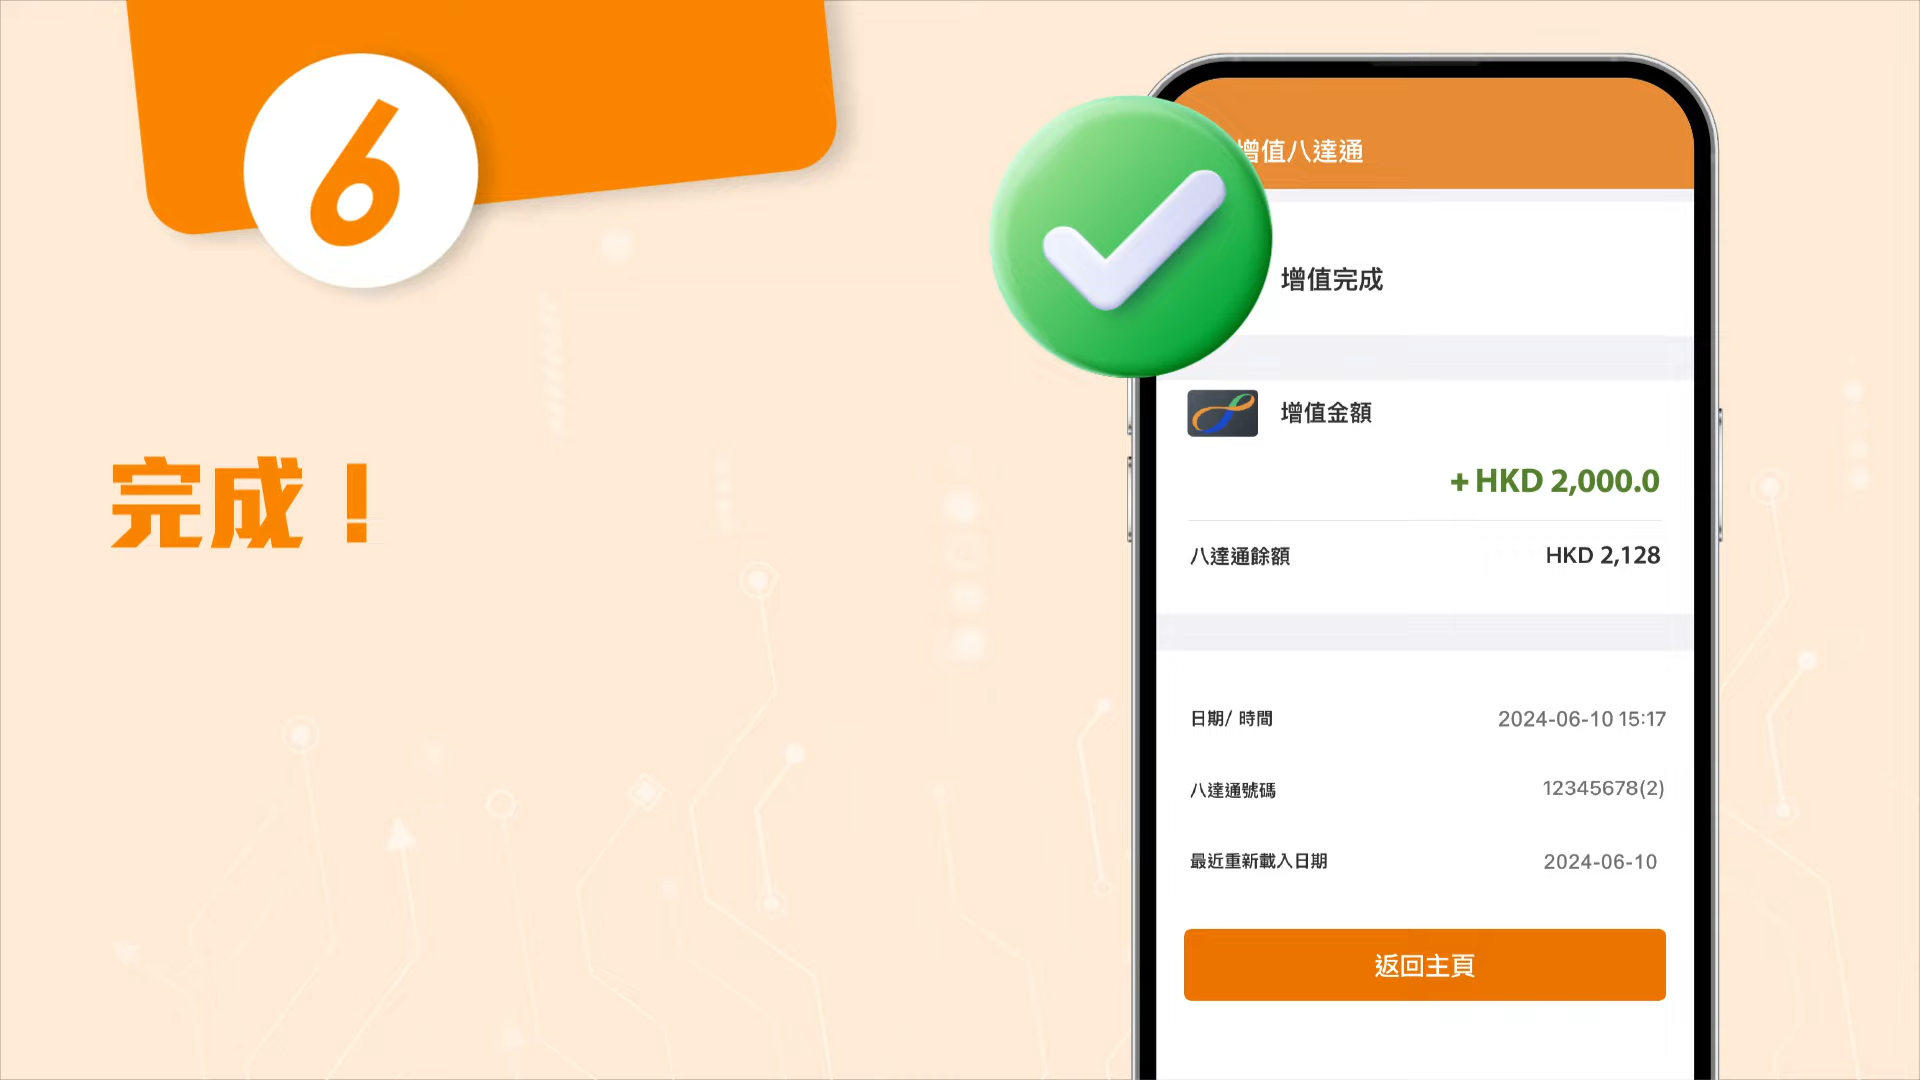 6
完成！
增值八達通
增值完成
增值金額
+ HKD 2,000.0
八達通餘額 HKD 2,128
日期/ 時間 2024-06-10 15:17
八達通號碼 12345678(2)
最近重新載入日期 2024-06-10
返回主頁